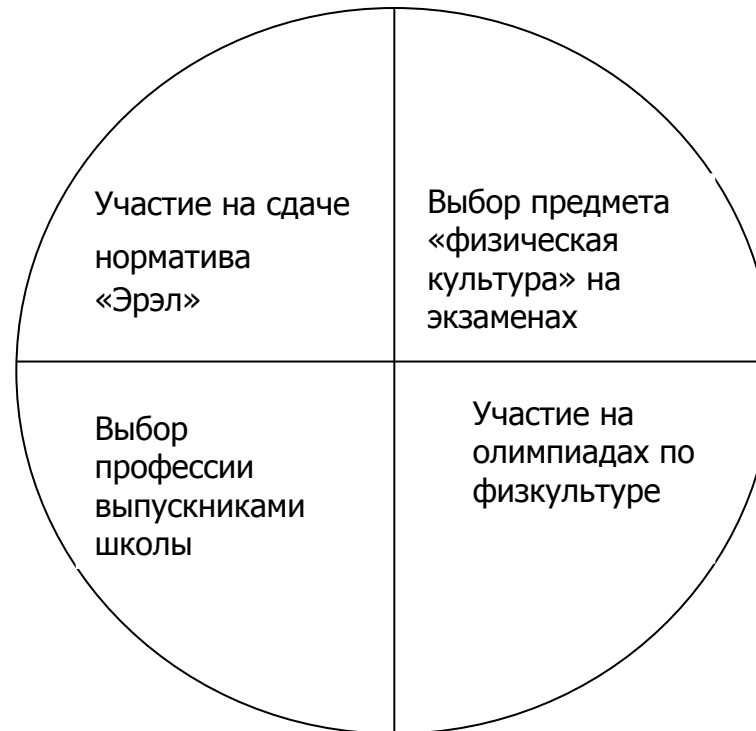 Участие на сдаче
норматива
«Эрэл»
Выбор предмета
«физическая
культура» на
экзаменах
Выбор
профессии
выпускниками
школы
Участие на
олимпиадах по
физкультуре